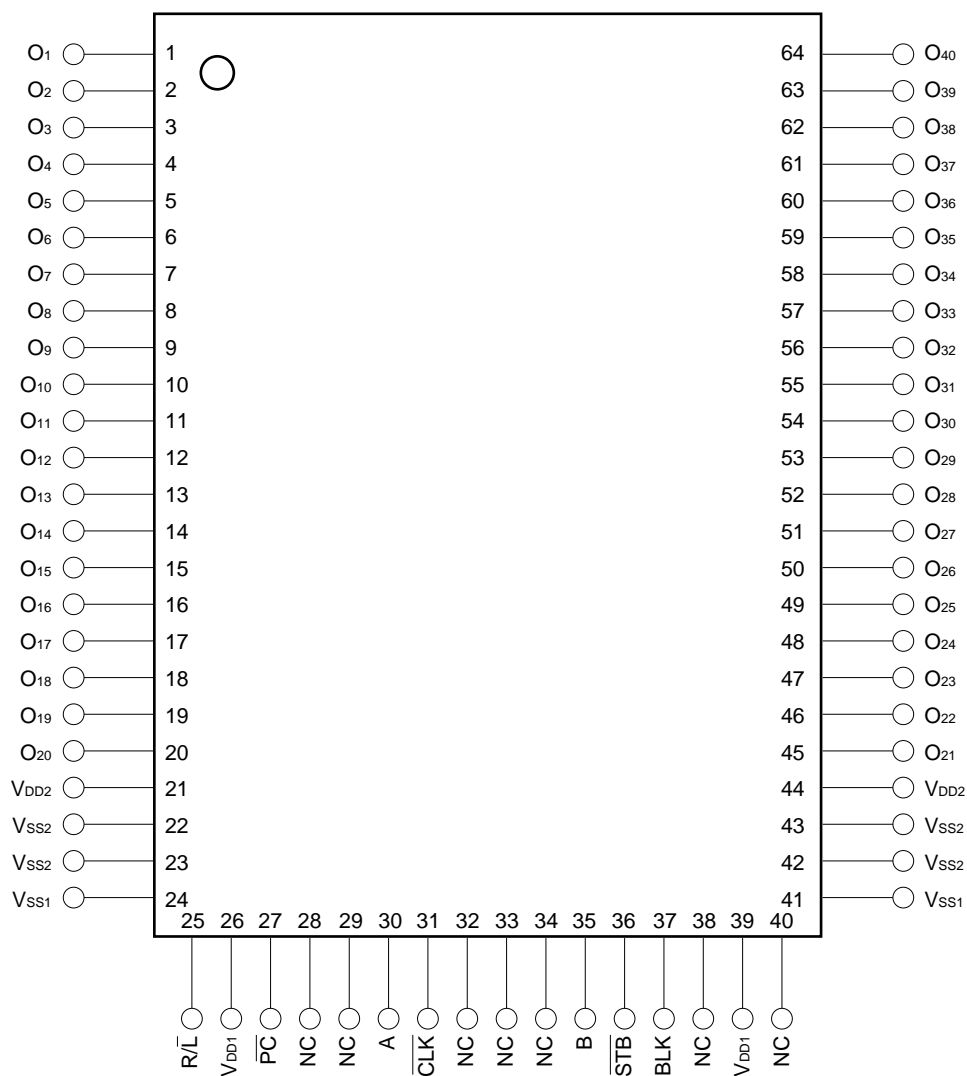 O1 1 64 O40
O2 2 63 O39
O3 3 62 O38
O4 4 61 O37
O5 5 60 O36
O6 6 59 O35
O7 7 58 O34
O8 8 57 O33
O9 9 56 O32
O10 10 55 O31
O11 11 54 O30
O12 12 53 O29
O13 13 52 O28
O14 14 51 O27
O15 15 50 O26
O16 16 49 O25
O17 17 48 O24
O18 18 47 O23
O19 19 46 O22
O20 20 45 O21
VDD2 21 44 VDD2
VSS2 22 43 VSS2
VSS2 23 42 VSS2
VSS1 24 41 VSS1
25 26 27 28 29 30 31 32 33 34 35 36 37 38 39 40
R/L̅ VDD1 P̅C̅ NC NC A C̅L̅K̅ NC NC NC B S̅T̅B̅ BLK NC VDD1 NC